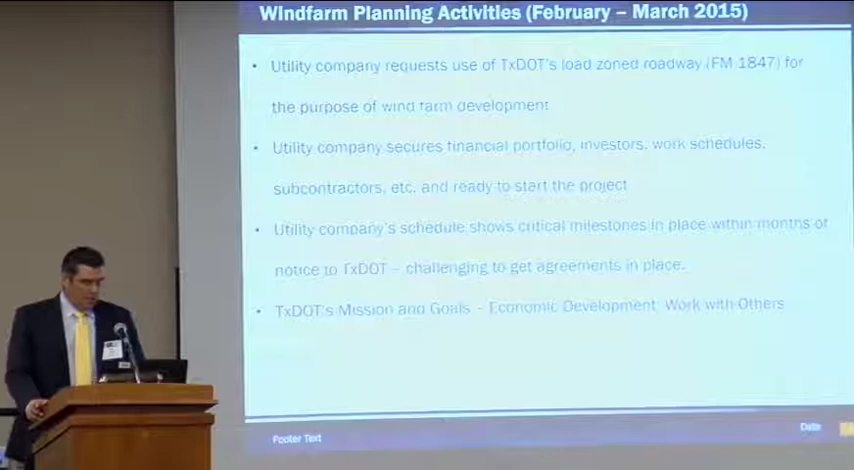 Windfarm Planning Activities (February – March 2015)
• Utility company requests use of TxDOT's load zoned roadway (FM 1847) for
the purpose of wind farm development
• Utility company secures financial portfolio, investors, work schedules,
subcontractors, etc. and ready to start the project
• Utility company's schedule shows critical milestones in place within months of
notice to TxDOT – challenging to get agreements in place.
• TxDOT's Mission and Goals – Economic Development, Work with Others
Footer Text
Date